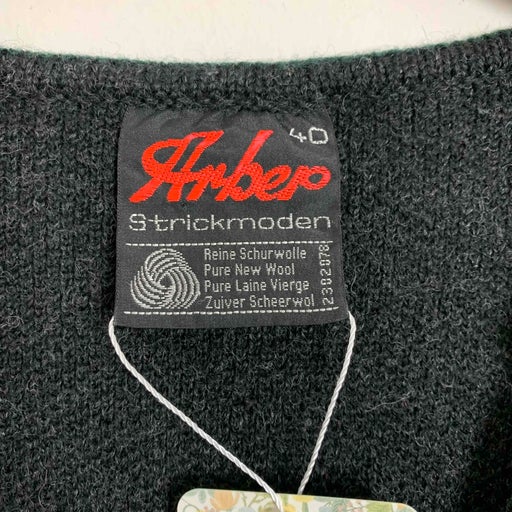 40
Arber
Strickmoden
Reine Schurwolle
Pure New Wool
Pure Laine Vierge
Zuiver Scheerwol
2302078